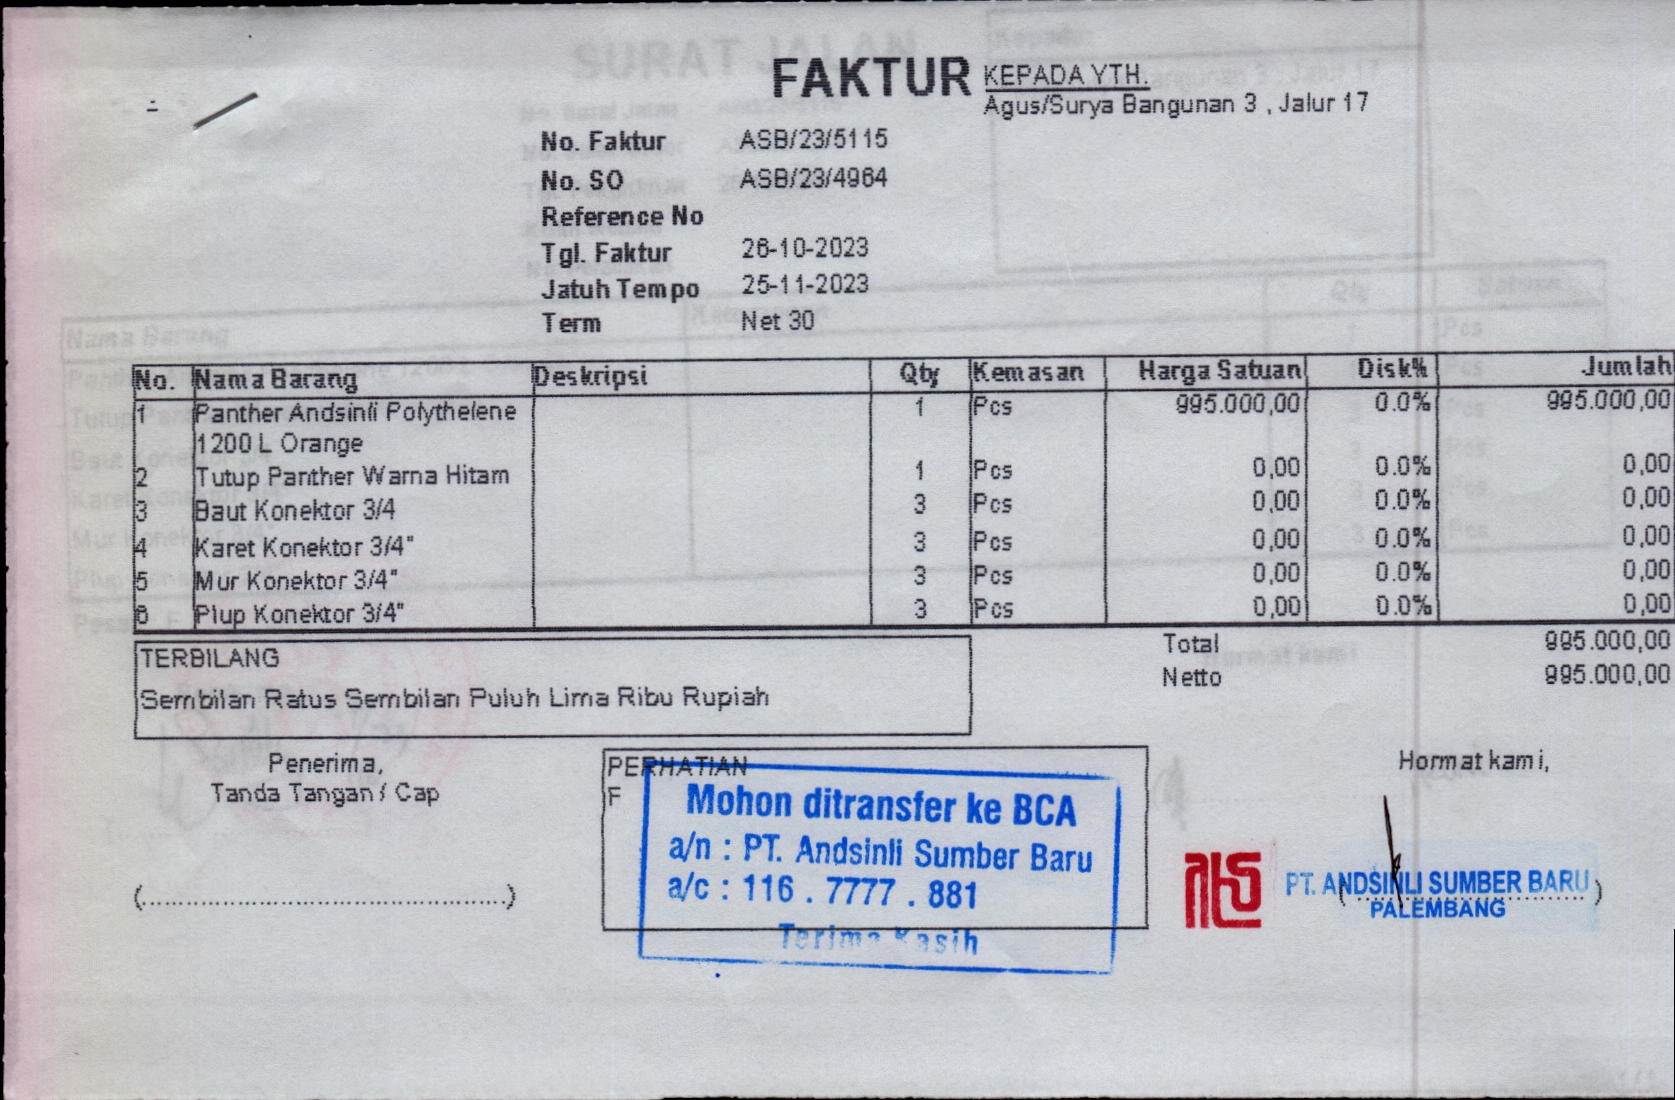 FAKTUR
KEPADA YTH.
Agus/Surya Bangunan 3 , Jalur 17
No. Faktur ASB/23/5115
No. SO ASB/23/4964
Reference No
Tgl. Faktur 26-10-2023
Jatuh Tempo 25-11-2023
Term Net 30
No. Nama Barang Deskripsi Qty Kemasan Harga Satuan Disk% Jumlah
1 Panther Andsinli Polythelene 1 Pcs 995.000,00 0.0% 995.000,00
1200 L Orange
2 Tutup Panther Warna Hitam 1 Pcs 0,00 0.0% 0,00
3 Baut Konektor 3/4 3 Pcs 0,00 0.0% 0,00
4 Karet Konektor 3/4" 3 Pcs 0,00 0.0% 0,00
5 Mur Konektor 3/4" 3 Pcs 0,00 0.0% 0,00
6 Plup Konektor 3/4" 3 Pcs 0,00 0.0% 0,00
Total 995.000,00
Netto 995.000,00
TERBILANG
Sembilan Ratus Sembilan Puluh Lima Ribu Rupiah
Penerima,
Tanda Tangan / Cap
(..............................................)
PERHATIAN
F
Mohon ditransfer ke BCA
a/n : PT. Andsinli Sumber Baru
a/c : 116 . 7777 . 881
Terima Kasih
Hormat kami,
PT. ANDSINLI SUMBER BARU
PALEMBANG